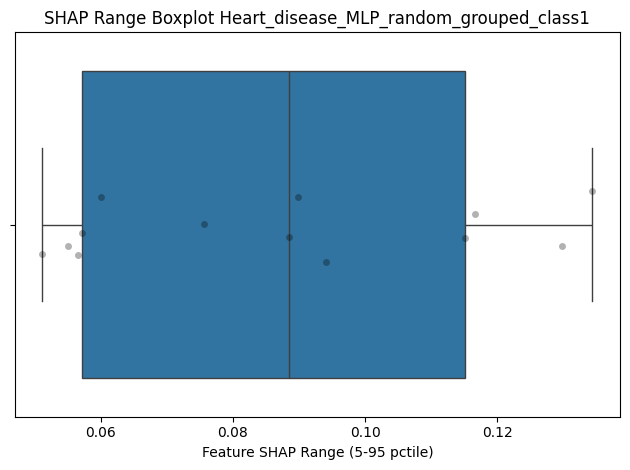 SHAP Range Boxplot Heart_disease_MLP_random_grouped_class1
0.06 0.08 0.10 0.12
Feature SHAP Range (5-95 pctile)